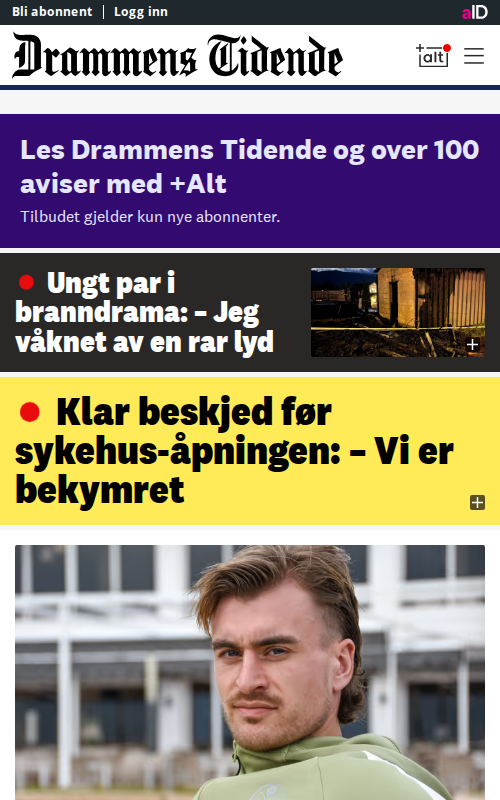 Bli abonnent | Logg inn
aID
Drammens Tidende
+alt
Les Drammens Tidende og over 100
aviser med +Alt
Tilbudet gjelder kun nye abonnenter.
Ungt par i
branndrama: – Jeg
våknet av en rar lyd
Klar beskjed før
sykehus-åpningen: – Vi er
bekymret